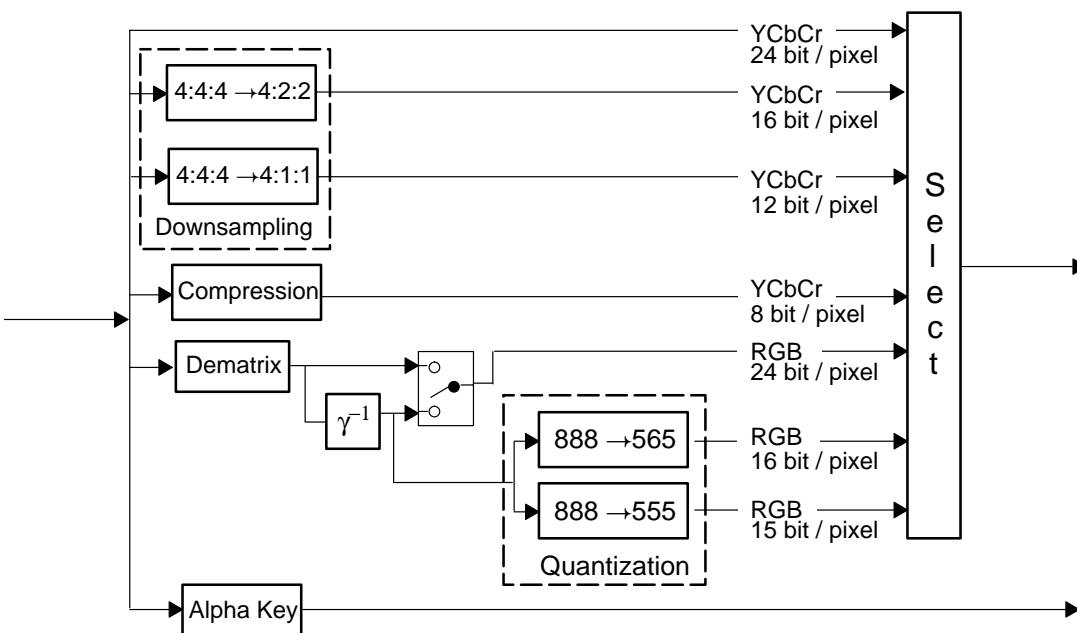 YCbCr
24 bit / pixel
4:4:4 →4:2:2
YCbCr
16 bit / pixel
4:4:4 →4:1:1
YCbCr
12 bit / pixel
Downsampling
Select
Compression
YCbCr
8 bit / pixel
Dematrix
RGB
24 bit / pixel
γ⁻¹
888 →565
RGB
16 bit / pixel
888 →555
RGB
15 bit / pixel
Quantization
Alpha Key